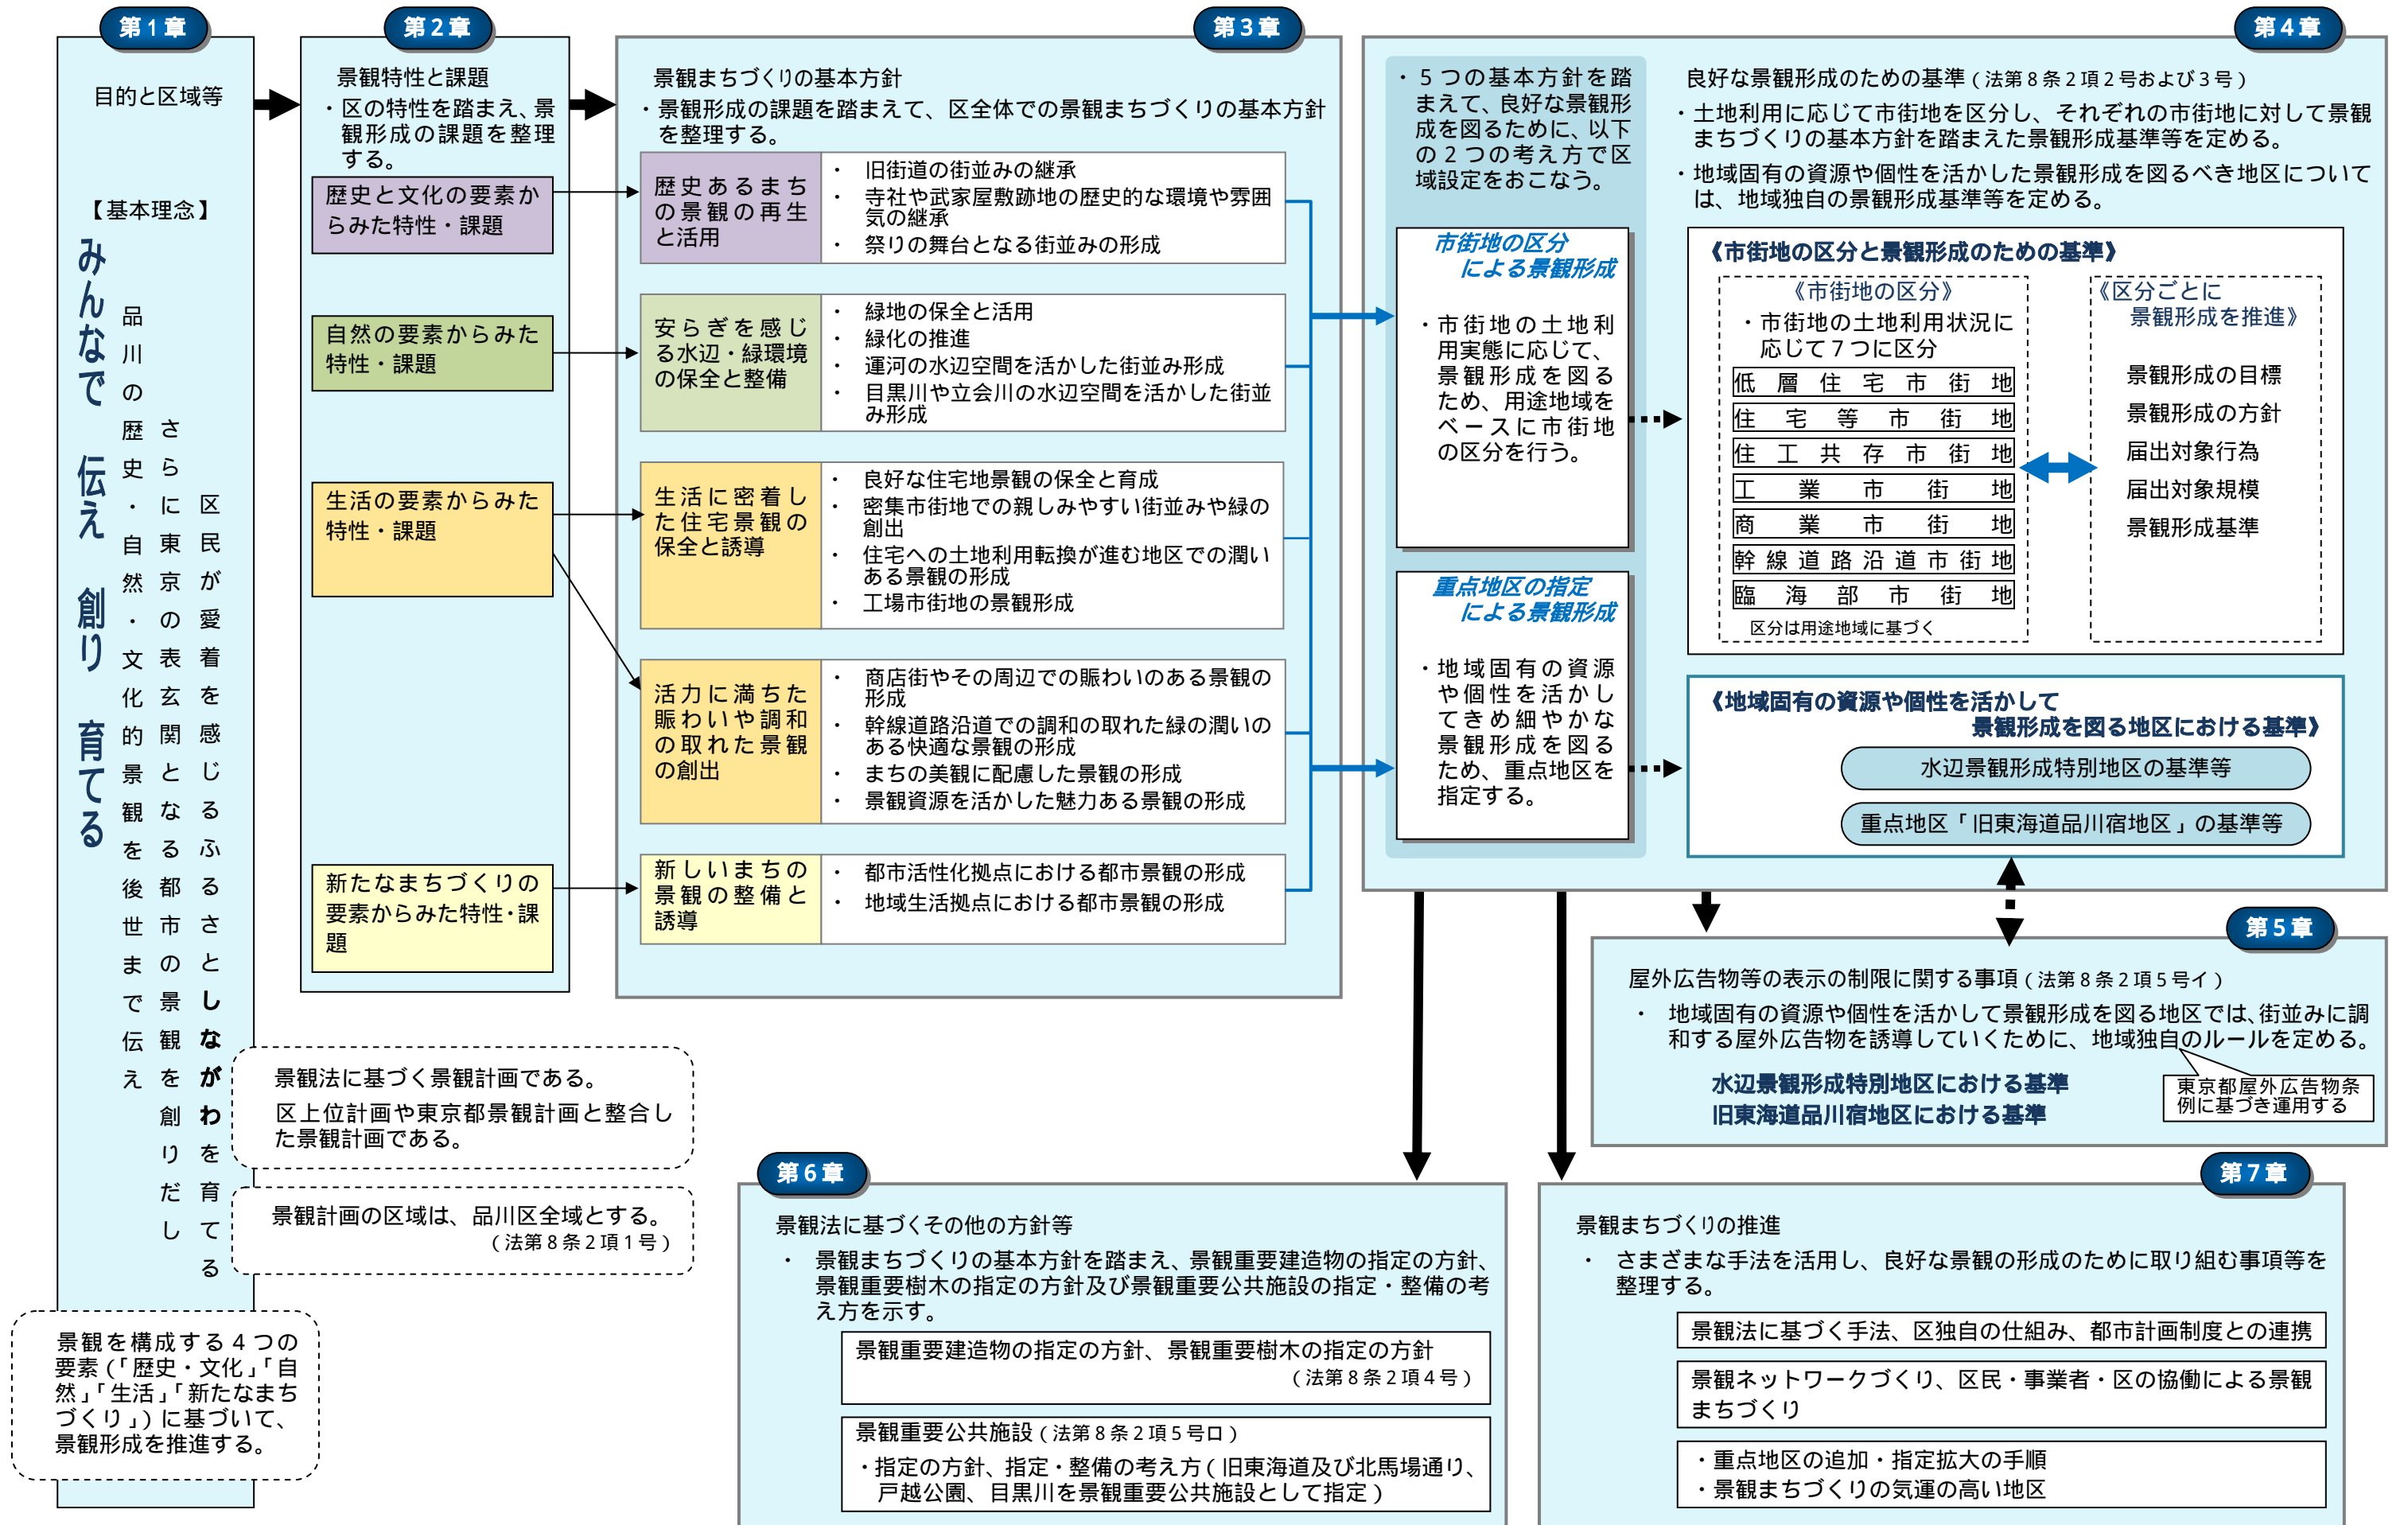 第1章
目的と区域等
【基本理念】
みんなで 伝え 創り 育てる
品川の歴史・自然・文化的景観を後世まで伝え
さらに東京の表玄関となる都市の景観を創りだし
区民が愛着を感じるふるさとしながわを育てる
景観法に基づく景観計画である。
区上位計画や東京都景観計画と整合し
た景観計画である。
景観計画の区域は、品川区全域とする。
(法第8条2項1号)
景観を構成する4つの
要素(「歴史・文化」「自
然」「生活」「新たなまち
づくり」)に基づいて、
景観形成を推進する。
第2章
景観特性と課題
・区の特性を踏まえ、景
観形成の課題を整理
する。
歴史と文化の要素か
らみた特性・課題
自然の要素からみた
特性・課題
生活の要素からみた
特性・課題
新たなまちづくりの
要素からみた特性・課
題
第3章
景観まちづくりの基本方針
・景観形成の課題を踏まえて、区全体での景観まちづくりの基本方針
を整理する。
歴史あるまち
の景観の再生
と活用
・ 旧街道の街並みの継承
・ 寺社や武家屋敷跡地の歴史的な環境や雰囲
気の継承
・ 祭りの舞台となる街並みの形成
安らぎを感じ
る水辺・緑環境
の保全と整備
・ 緑地の保全と活用
・ 緑化の推進
・ 運河の水辺空間を活かした街並み形成
・ 目黒川や立会川の水辺空間を活かした街並
み形成
生活に密着し
た住宅景観の
保全と誘導
・ 良好な住宅地景観の保全と育成
・ 密集市街地での親しみやすい街並みや緑の
創出
・ 住宅への土地利用転換が進む地区での潤い
ある景観の形成
・ 工場市街地の景観形成
活力に満ちた
賑わいや調和
の取れた景観
の創出
・ 商店街やその周辺での賑わいのある景観の
形成
・ 幹線道路沿道での調和の取れた緑の潤いの
ある快適な景観の形成
・ まちの美観に配慮した景観の形成
・ 景観資源を活かした魅力ある景観の形成
新しいまちの
景観の整備と
誘導
・ 都市活性化拠点における都市景観の形成
・ 地域生活拠点における都市景観の形成
第4章
・5つの基本方針を踏
まえて、良好な景観形
成を図るために、以下
の2つの考え方で区
域設定をおこなう。
市街地の区分
による景観形成
・市街地の土地利
用実態に応じて、
景観形成を図る
ため、用途地域を
ベースに市街地
の区分を行う。
重点地区の指定
による景観形成
・地域固有の資源
や個性を活かし
てきめ細やかな
景観形成を図る
ため、重点地区を
指定する。
良好な景観形成のための基準(法第8条2項2号および3号)
・土地利用に応じて市街地を区分し、それぞれの市街地に対して景観
まちづくりの基本方針を踏まえた景観形成基準等を定める。
・地域固有の資源や個性を活かした景観形成を図るべき地区について
は、地域独自の景観形成基準等を定める。
《市街地の区分と景観形成のための基準》
《市街地の区分》
・市街地の土地利用状況に
応じて7つに区分
低層住宅市街地
住宅等市街地
住工共存市街地
工業市街地
商業市街地
幹線道路沿道市街地
臨海部市街地
区分は用途地域に基づく
《区分ごとに
景観形成を推進》
景観形成の目標
景観形成の方針
届出対象行為
届出対象規模
景観形成基準
《地域固有の資源や個性を活かして
景観形成を図る地区における基準》
水辺景観形成特別地区の基準等
重点地区「旧東海道品川宿地区」の基準等
第5章
屋外広告物等の表示の制限に関する事項(法第8条2項5号イ)
・ 地域固有の資源や個性を活かして景観形成を図る地区では、街並みに調
和する屋外広告物を誘導していくために、地域独自のルールを定める。
水辺景観形成特別地区における基準
旧東海道品川宿地区における基準
東京都屋外広告物条
例に基づき運用する
第6章
景観法に基づくその他の方針等
・ 景観まちづくりの基本方針を踏まえ、景観重要建造物の指定の方針、
景観重要樹木の指定の方針及び景観重要公共施設の指定・整備の考
え方を示す。
景観重要建造物の指定の方針、景観重要樹木の指定の方針
(法第8条2項4号)
景観重要公共施設(法第8条2項5号ロ)
・指定の方針、指定・整備の考え方(旧東海道及び北馬場通り、
戸越公園、目黒川を景観重要公共施設として指定)
第7章
景観まちづくりの推進
・ さまざまな手法を活用し、良好な景観の形成のために取り組む事項等を
整理する。
景観法に基づく手法、区独自の仕組み、都市計画制度との連携
景観ネットワークづくり、区民・事業者・区の協働による景観
まちづくり
・重点地区の追加・指定拡大の手順
・景観まちづくりの気運の高い地区